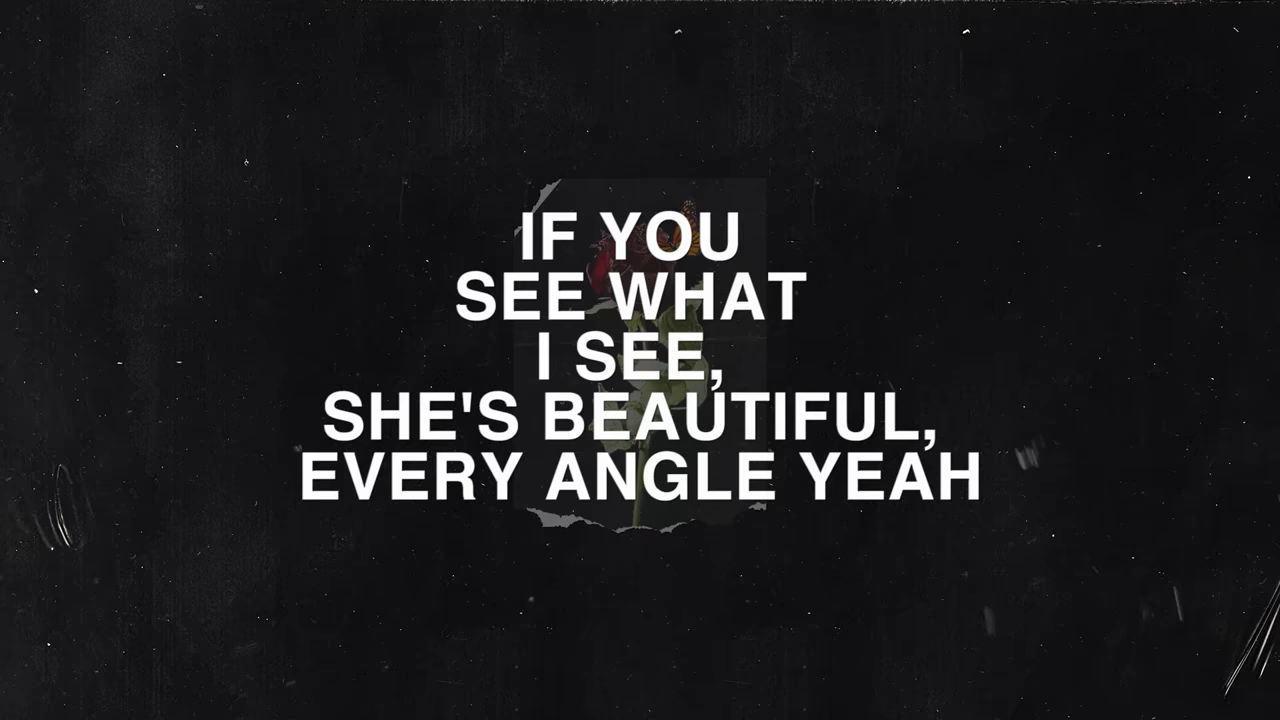 IF YOU
SEE WHAT
I SEE,
SHE'S BEAUTIFUL,
EVERY ANGLE YEAH